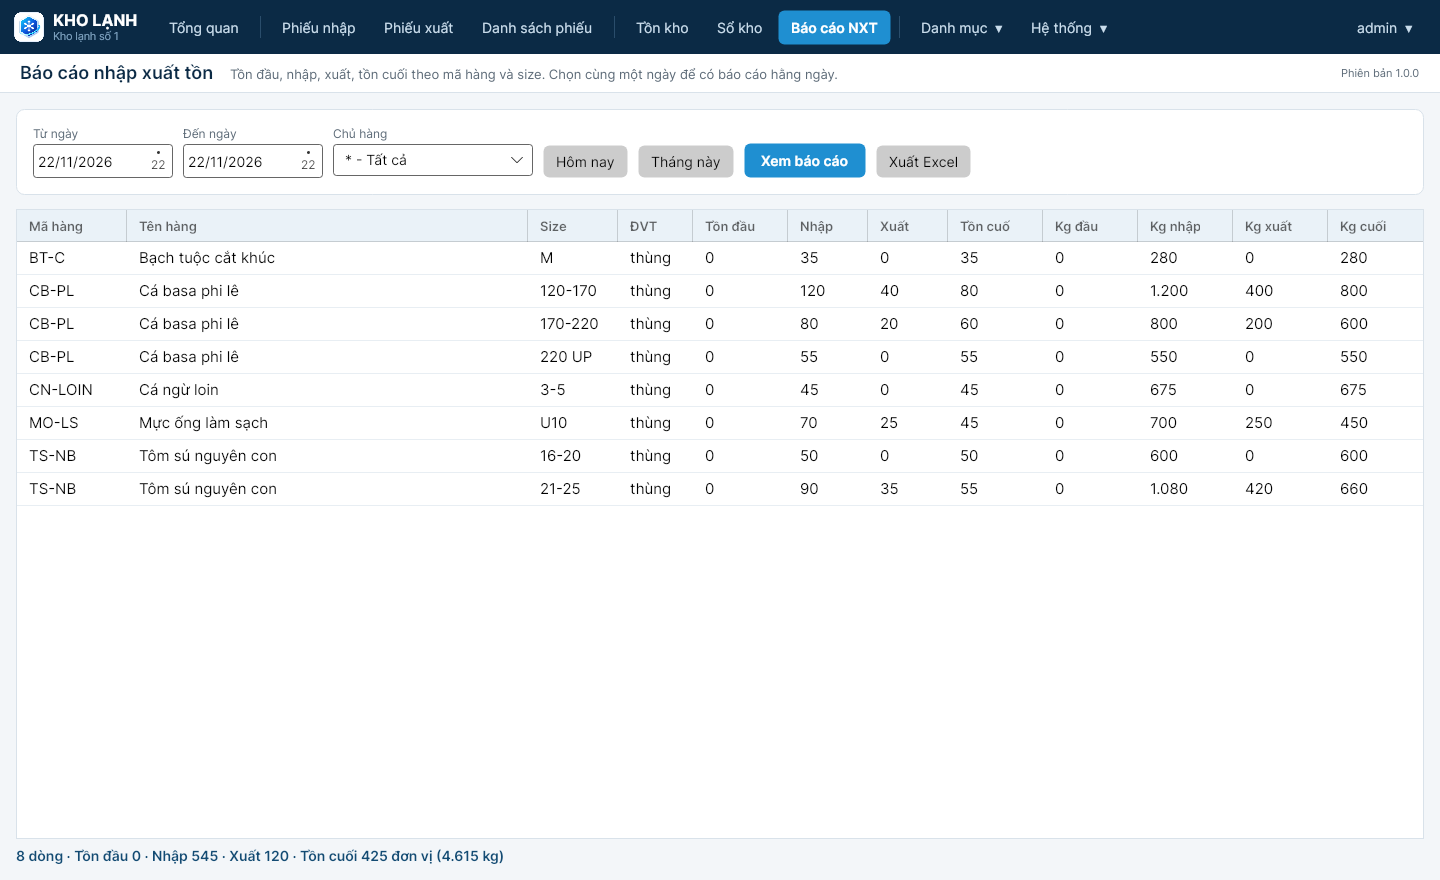 KHO LẠNH
Kho lạnh số 1
Tổng quan Phiếu nhập Phiếu xuất Danh sách phiếu Tồn kho Sổ kho Báo cáo NXT Danh mục ▾ Hệ thống ▾ admin ▾
Báo cáo nhập xuất tồn Tồn đầu, nhập, xuất, tồn cuối theo mã hàng và size. Chọn cùng một ngày để có báo cáo hằng ngày. Phiên bản 1.0.0
Từ ngày Đến ngày Chủ hàng
22/11/2026 22 22/11/2026 22 * - Tất cả Hôm nay Tháng này Xem báo cáo Xuất Excel
Mã hàng Tên hàng Size ĐVT Tồn đầu Nhập Xuất Tồn cuố Kg đầu Kg nhập Kg xuất Kg cuối
BT-C Bạch tuộc cắt khúc M thùng 0 35 0 35 0 280 0 280
CB-PL Cá basa phi lê 120-170 thùng 0 120 40 80 0 1.200 400 800
CB-PL Cá basa phi lê 170-220 thùng 0 80 20 60 0 800 200 600
CB-PL Cá basa phi lê 220 UP thùng 0 55 0 55 0 550 0 550
CN-LOIN Cá ngừ loin 3-5 thùng 0 45 0 45 0 675 0 675
MO-LS Mực ống làm sạch U10 thùng 0 70 25 45 0 700 250 450
TS-NB Tôm sú nguyên con 16-20 thùng 0 50 0 50 0 600 0 600
TS-NB Tôm sú nguyên con 21-25 thùng 0 90 35 55 0 1.080 420 660
8 dòng · Tồn đầu 0 · Nhập 545 · Xuất 120 · Tồn cuối 425 đơn vị (4.615 kg)